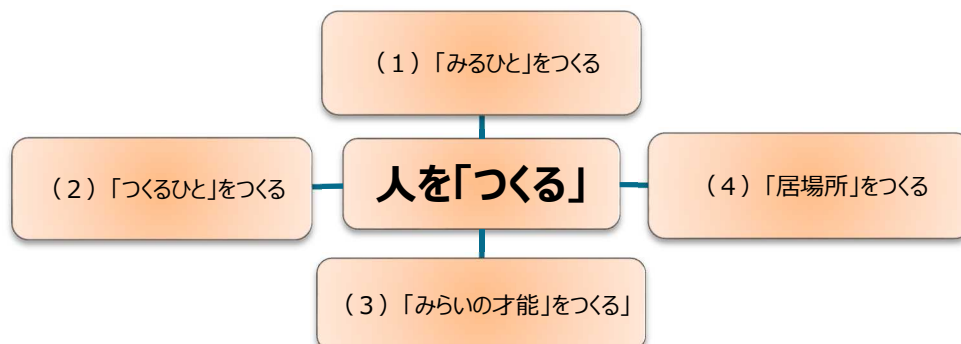 （１）「みるひと」をつくる
（２）「つくるひと」をつくる
人を「つくる」
（４）「居場所」をつくる
（３）「みらいの才能」をつくる」